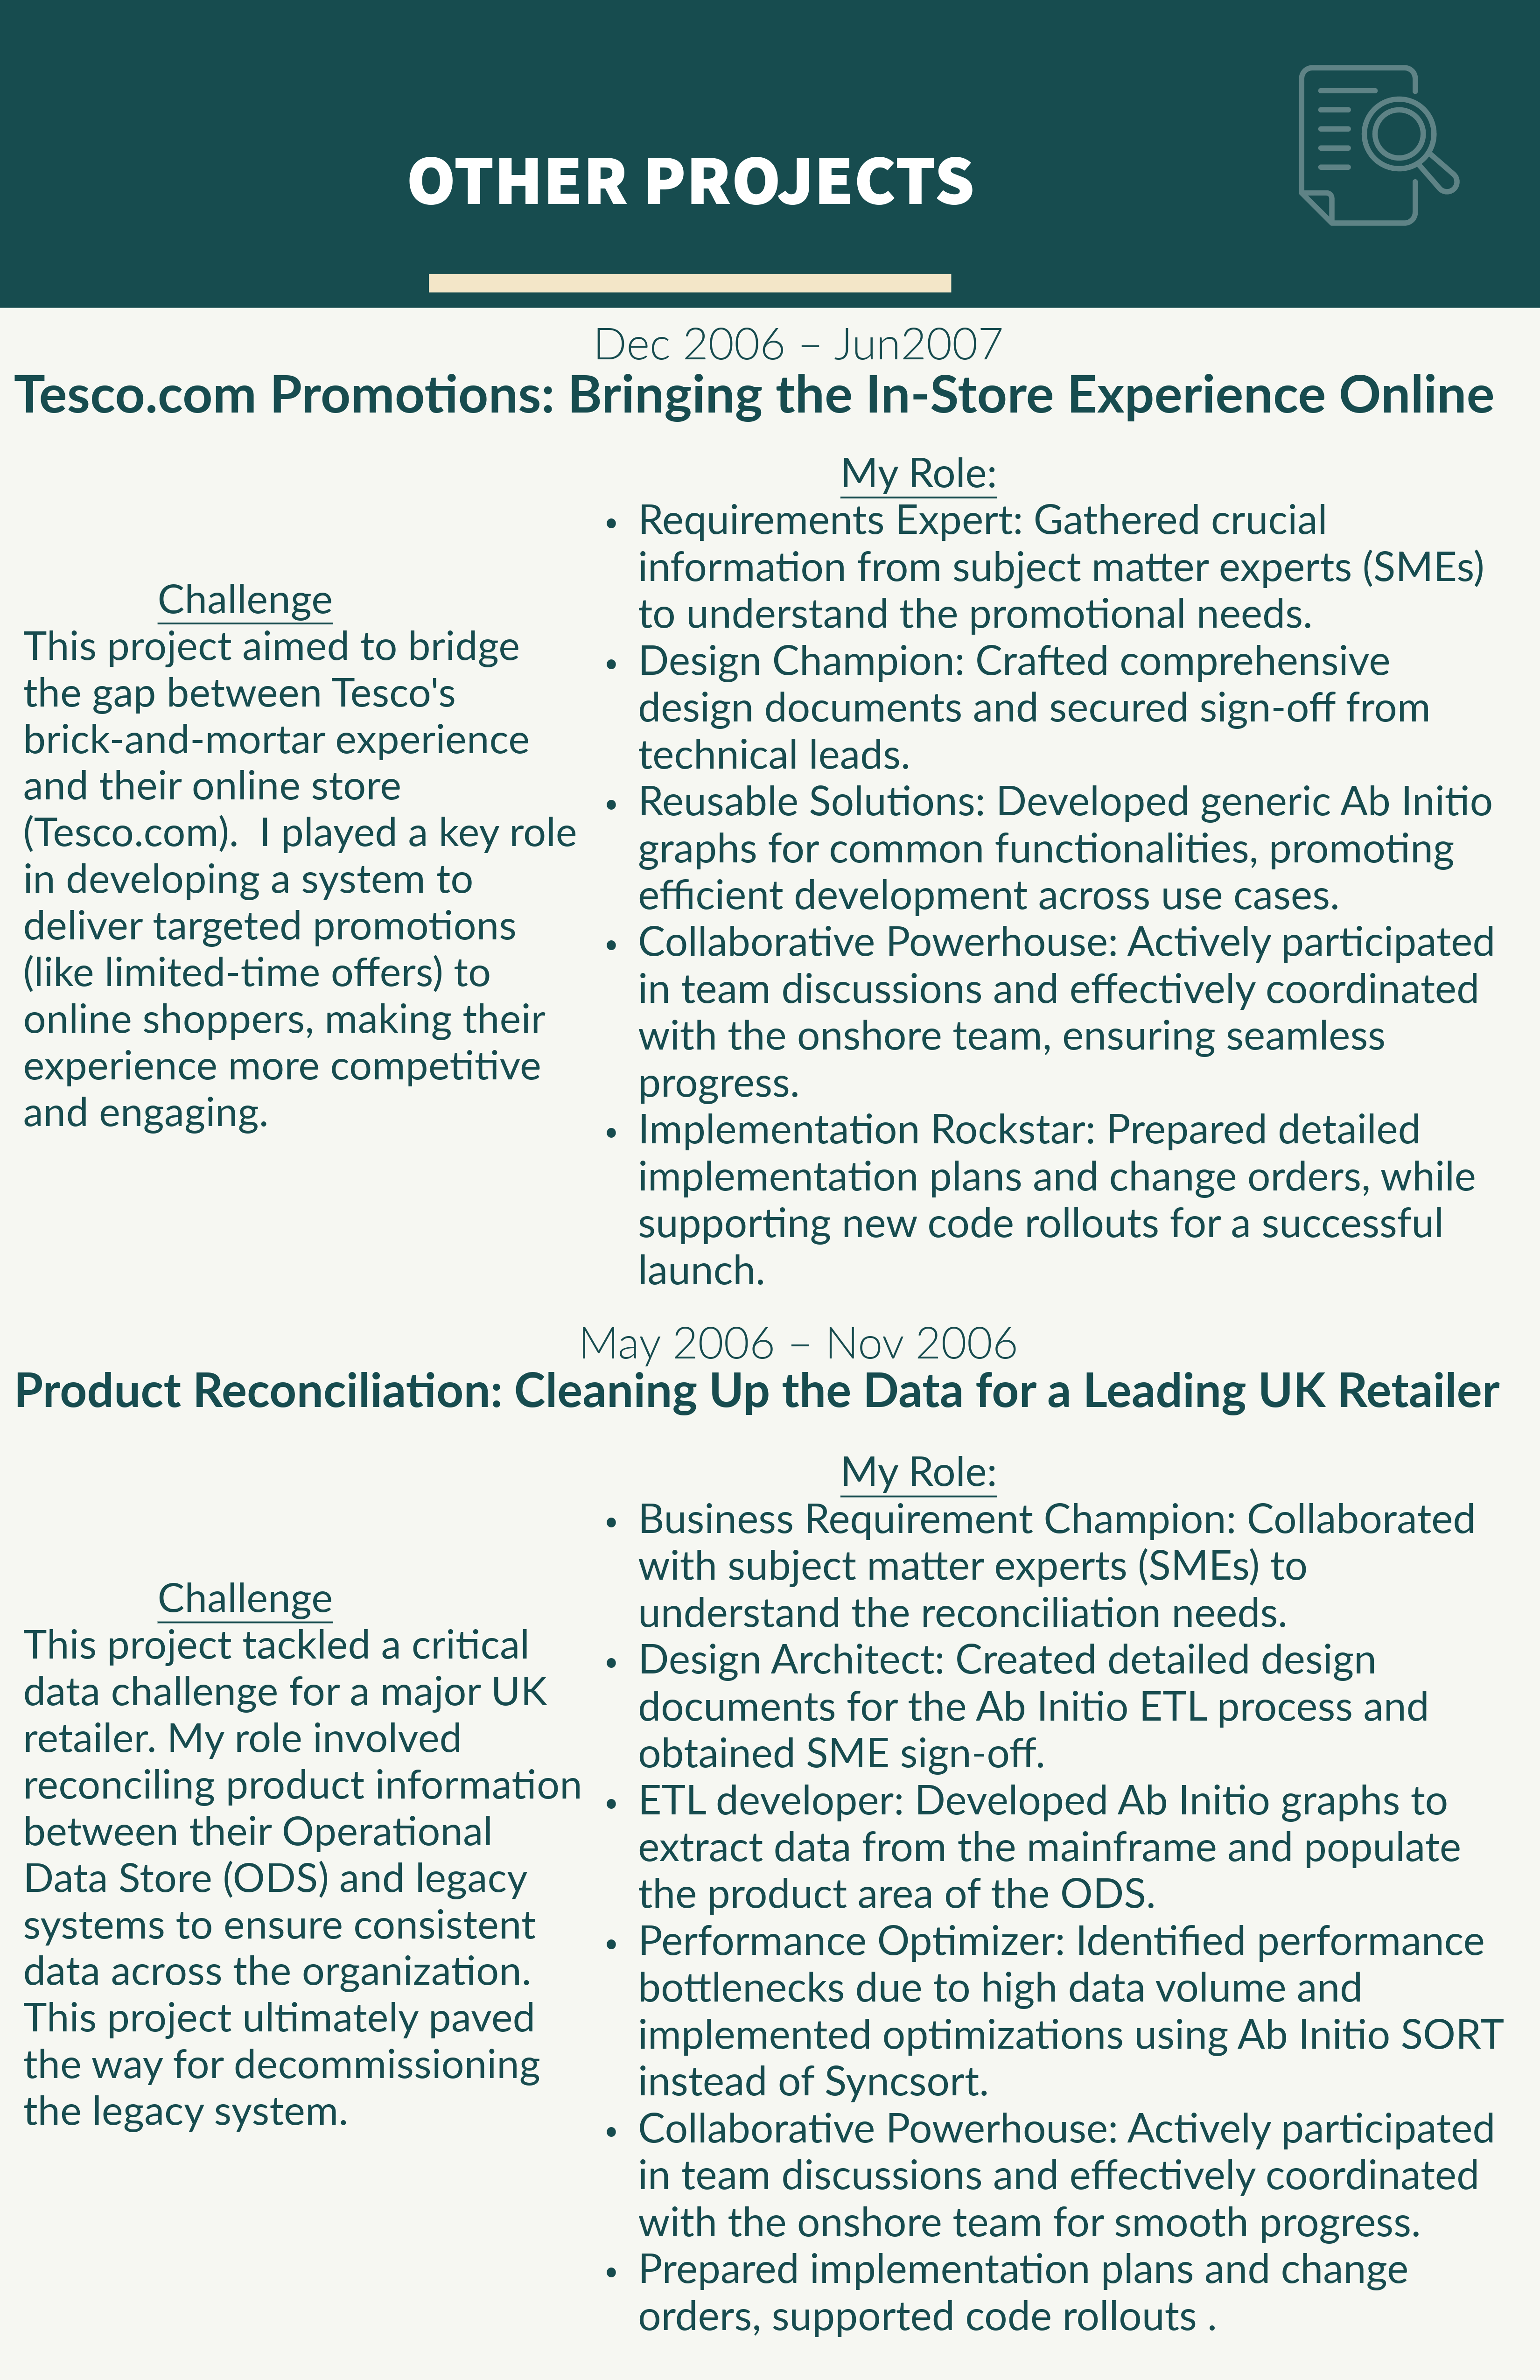 OTHER PROJECTS
Dec 2006 – Jun2007
Tesco.com Promotions: Bringing the In-Store Experience Online
Challenge
This project aimed to bridge
the gap between Tesco's
brick-and-mortar experience
and their online store
(Tesco.com).  I played a key role
in developing a system to
deliver targeted promotions
(like limited-time offers) to
online shoppers, making their
experience more competitive
and engaging.
My Role:
• Requirements Expert: Gathered crucial
information from subject matter experts (SMEs)
to understand the promotional needs.
• Design Champion: Crafted comprehensive
design documents and secured sign-off from
technical leads.
• Reusable Solutions: Developed generic Ab Initio
graphs for common functionalities, promoting
efficient development across use cases.
• Collaborative Powerhouse: Actively participated
in team discussions and effectively coordinated
with the onshore team, ensuring seamless
progress.
• Implementation Rockstar: Prepared detailed
implementation plans and change orders, while
supporting new code rollouts for a successful
launch.
May 2006 – Nov 2006
Product Reconciliation: Cleaning Up the Data for a Leading UK Retailer
Challenge
This project tackled a critical
data challenge for a major UK
retailer. My role involved
reconciling product information
between their Operational
Data Store (ODS) and legacy
systems to ensure consistent
data across the organization.
This project ultimately paved
the way for decommissioning
the legacy system.
My Role:
• Business Requirement Champion: Collaborated
with subject matter experts (SMEs) to
understand the reconciliation needs.
• Design Architect: Created detailed design
documents for the Ab Initio ETL process and
obtained SME sign-off.
• ETL developer: Developed Ab Initio graphs to
extract data from the mainframe and populate
the product area of the ODS.
• Performance Optimizer: Identified performance
bottlenecks due to high data volume and
implemented optimizations using Ab Initio SORT
instead of Syncsort.
• Collaborative Powerhouse: Actively participated
in team discussions and effectively coordinated
with the onshore team for smooth progress.
• Prepared implementation plans and change
orders, supported code rollouts .